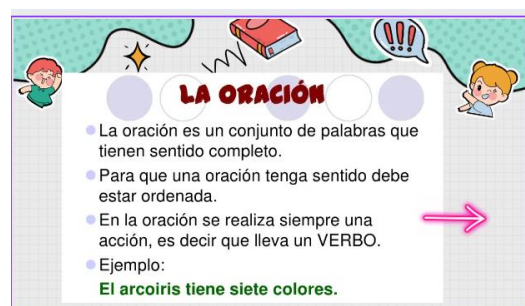 LA ORACIÓN
La oración es un conjunto de palabras que
tienen sentido completo.
Para que una oración tenga sentido debe
estar ordenada.
En la oración se realiza siempre una
acción, es decir que lleva un VERBO.
Ejemplo:
El arcoiris tiene siete colores.